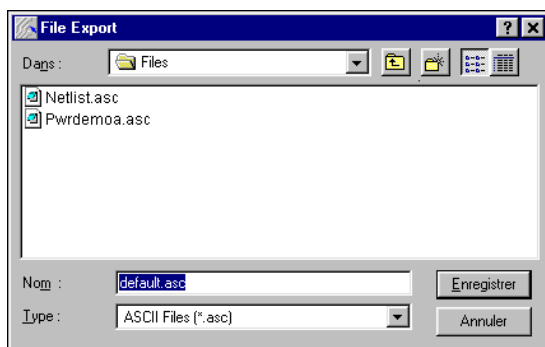 File Export
Dans :
Files
Netlist.asc
Pwrdemoa.asc
Nom :
default.asc
Enregistrer
Type :
ASCII Files (*.asc)
Annuler